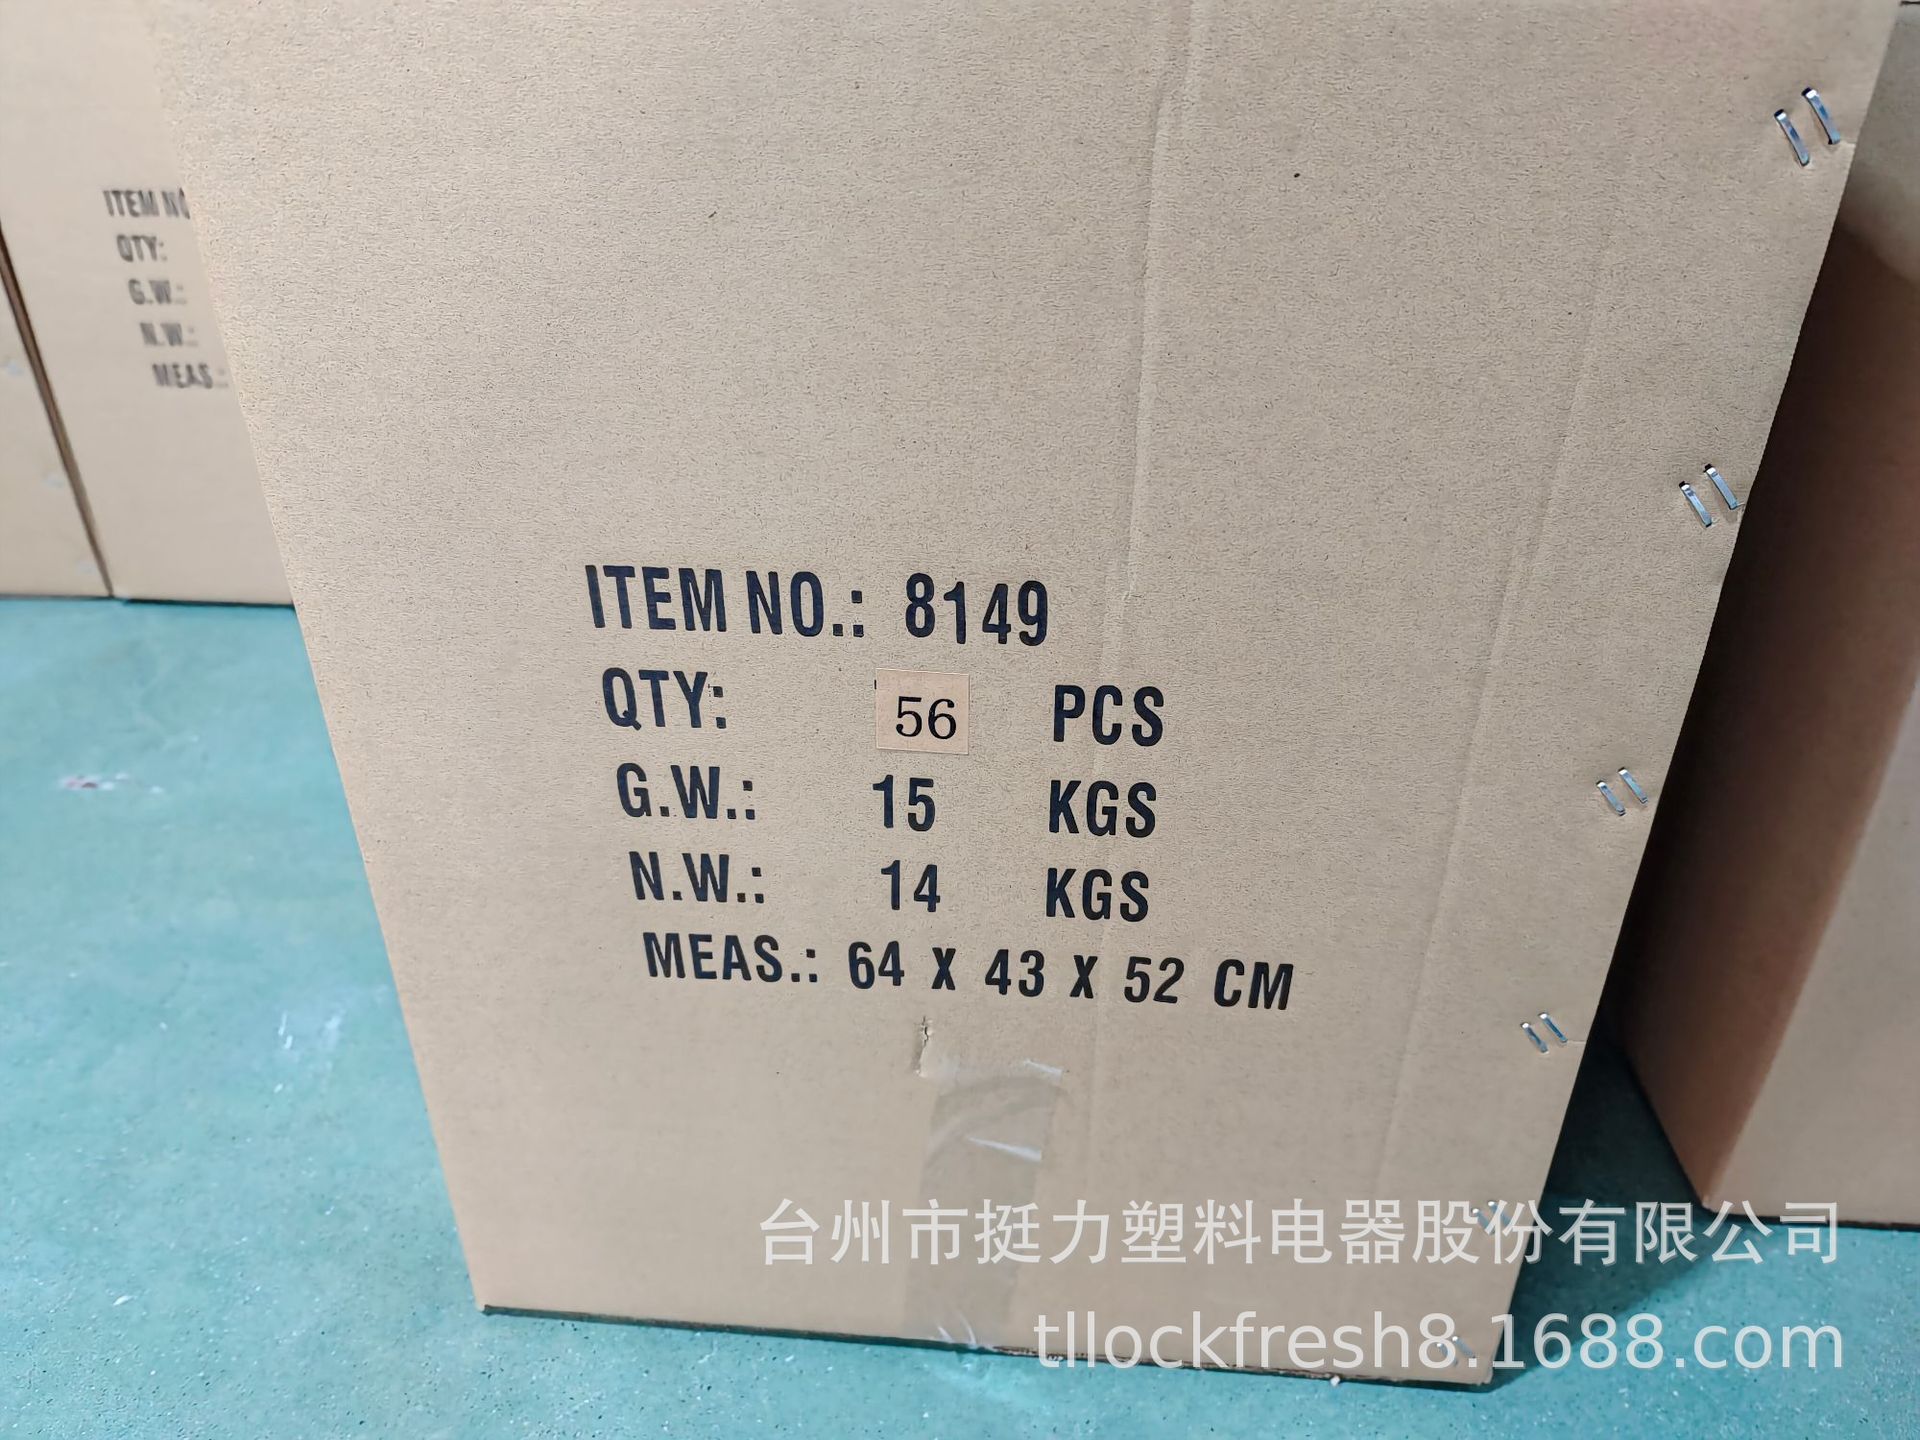 ITEM NO
QTY:
G.W.:
N.W.:
MEAS.:
ITEM NO.: 8149
QTY: 56 PCS
G.W.: 15 KGS
N.W.: 14 KGS
MEAS.: 64 X 43 X 52 CM
台州市挺力塑料电器股份有限公司
tllockfresh8.1688.com